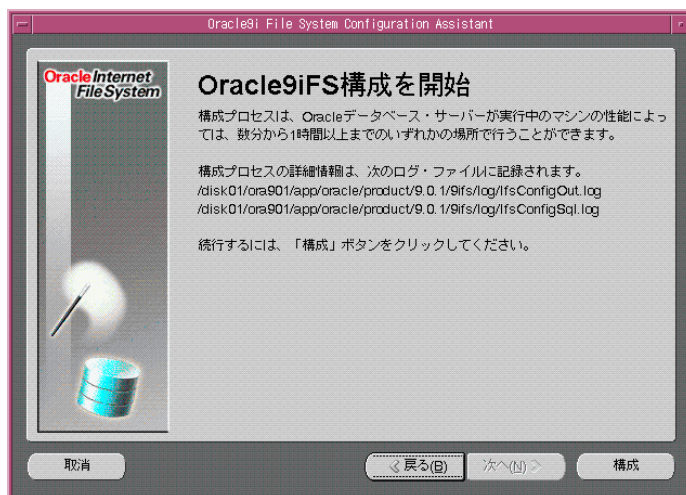 Oracle9i File System Configuration Assistant
Oracle Internet
File System
Oracle9iFS構成を開始
構成プロセスは、Oracleデータベース・サーバーが実行中のマシンの性能によっ
ては、数分から1時間以上までのいずれかの場所で行うことができます。
構成プロセスの詳細情報は、次のログ・ファイルに記録されます。
/disk01/ora901/app/oracle/product/9.0.1/9ifs/log/IfsConfigOut.log
/disk01/ora901/app/oracle/product/9.0.1/9ifs/log/IfsConfigSql.log
続行するには、「構成」ボタンをクリックしてください。
取消
戻る(B)
次へ(N)
構成